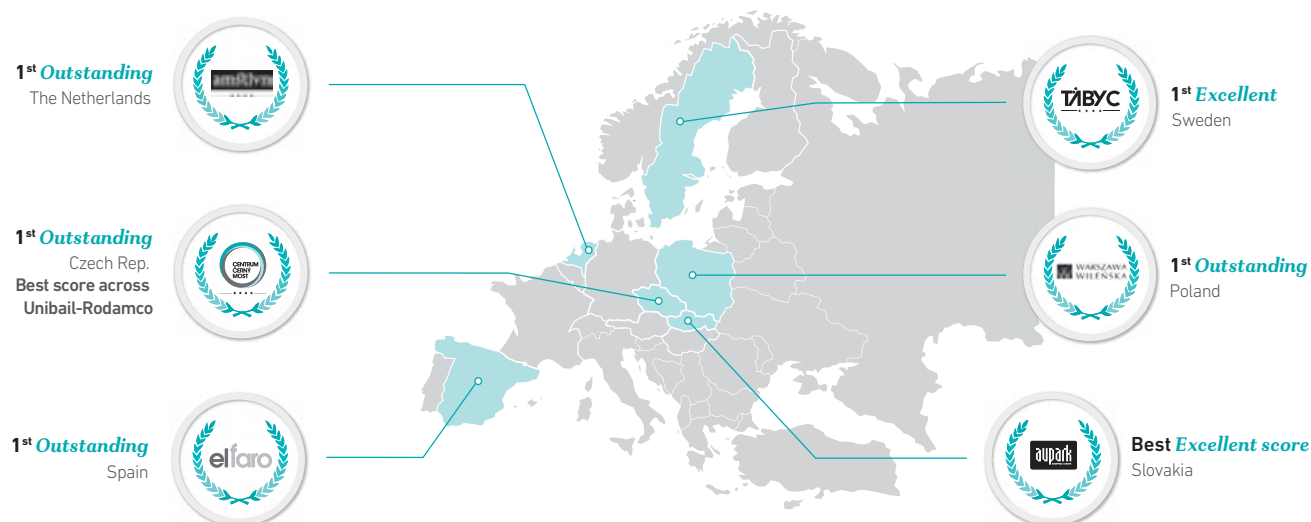 1st Outstanding
The Netherlands
1st Outstanding
Czech Rep.
Best score across
Unibail-Rodamco
CENTRUM
ČERNÝ
MOST
1st Outstanding
Spain
elfaro
TÄBYC
1st Excellent
Sweden
WARSZAWA
WILEŃSKA
1st Outstanding
Poland
aupark
Best Excellent score
Slovakia